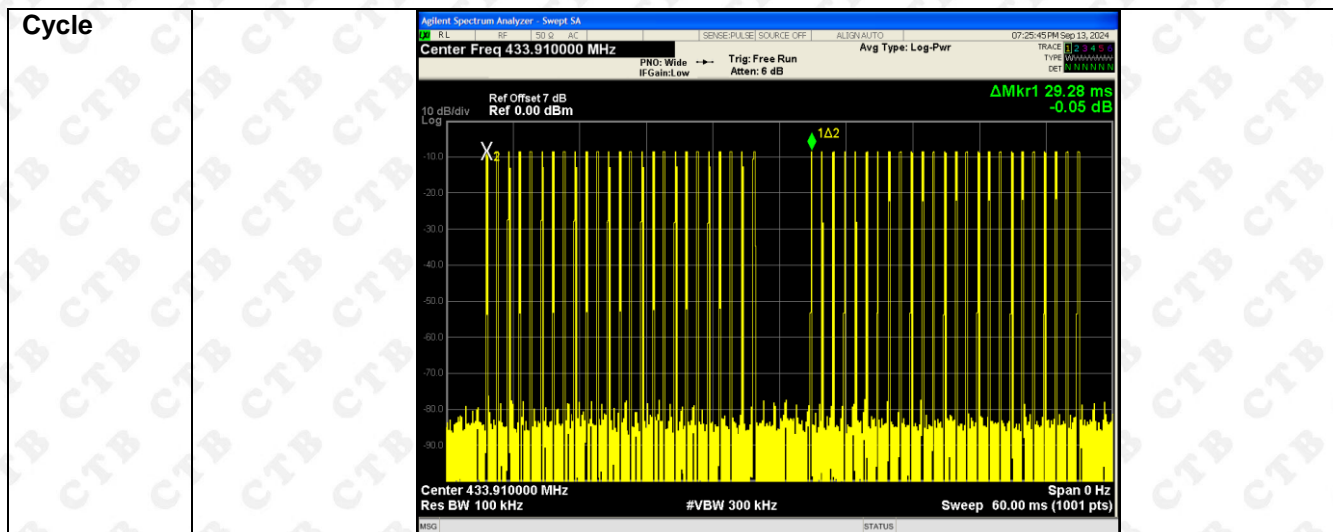 Cycle
Agilent Spectrum Analyzer - Swept SA
RL RF 50 Ω AC SENSE:PULSE SOURCE OFF ALIGNAUTO 07:25:45 PM Sep 13, 2024
Center Freq 433.910000 MHz
PNO: Wide
IFGain:Low
Trig: Free Run
Atten: 6 dB
Avg Type: Log-Pwr
TRACE 1 2 3 4 5 6
TYPE W
DET N N N N N N
ΔMkr1 29.28 ms
-0.05 dB
Ref Offset 7 dB
10 dB/div Ref 0.00 dBm
Log
1Δ2
X2
-10.0
-20.0
-30.0
-40.0
-50.0
-60.0
-70.0
-80.0
-90.0
Center 433.910000 MHz Span 0 Hz
Res BW 100 kHz #VBW 300 kHz Sweep 60.00 ms (1001 pts)
MSG STATUS
CTB